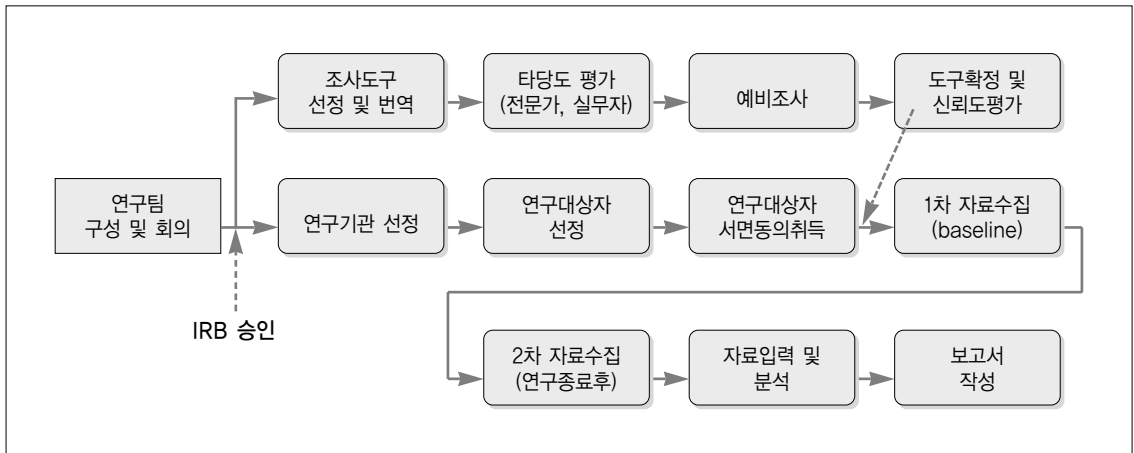 조사도구
선정 및 번역
타당도 평가
(전문가, 실무자)
예비조사
도구확정 및
신뢰도평가
연구팀
구성 및 회의
연구기관 선정
연구대상자
선정
연구대상자
서면동의취득
1차 자료수집
(baseline)
IRB 승인
2차 자료수집
(연구종료후)
자료입력 및
분석
보고서
작성